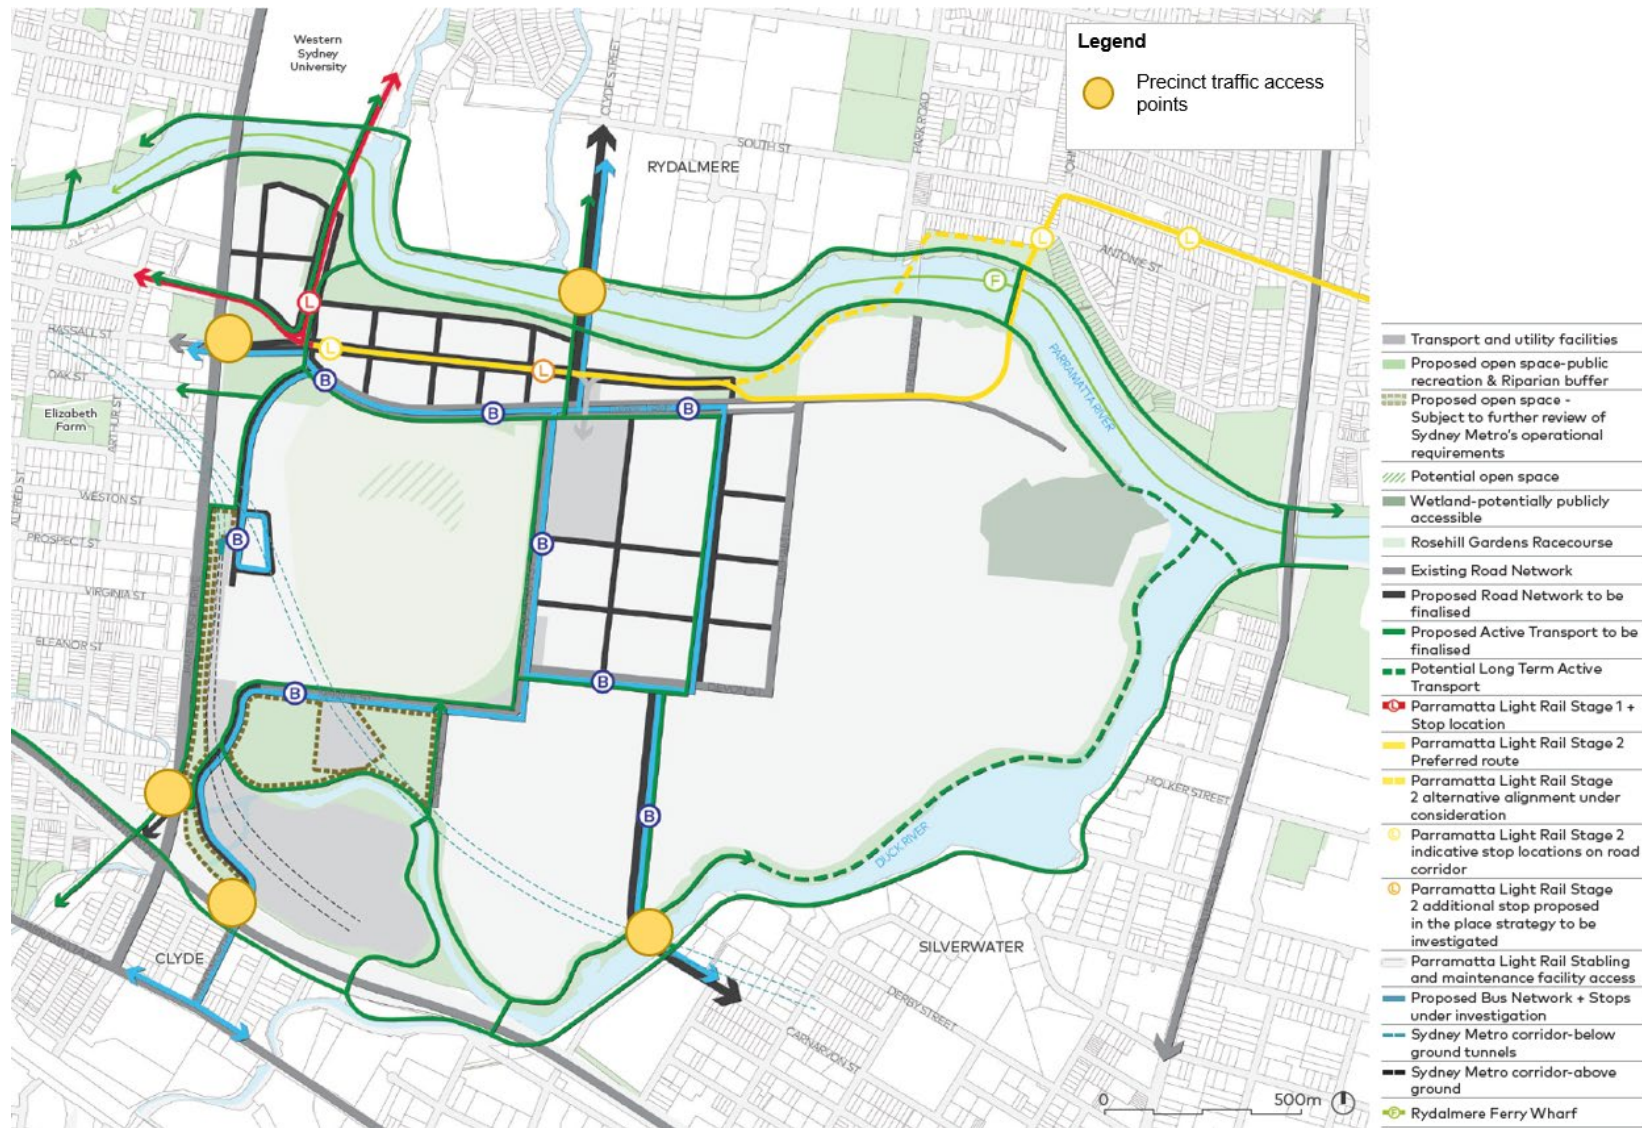 Western
Sydney
University
CLYDE STREET
Legend
Precinct traffic access
points
PARK ROAD
SOUTH ST
RYDALMERE
L
ANTOINE ST
L
F
HASSALL ST
L
L
L
OAK ST
B
B
B
PARRAMATTA RIVER
Elizabeth
Farm
ARTHUR ST
ALFRED ST
WESTON ST
PROSPECT ST
B
B
VIRGINIA ST
ELEANOR ST
B
B
DEVON ST
HOLKER STREET
B
DUCK RIVER
CLYDE
SILVERWATER
DERBY STREET
CARNARVON ST
0
500m
Transport and utility facilities
Proposed open space-public
recreation & Riparian buffer
Proposed open space -
Subject to further review of
Sydney Metro's operational
requirements
Potential open space
Wetland-potentially publicly
accessible
Rosehill Gardens Racecourse
Existing Road Network
Proposed Road Network to be
finalised
Proposed Active Transport to be
finalised
Potential Long Term Active
Transport
L Parramatta Light Rail Stage 1 +
Stop location
Parramatta Light Rail Stage 2
Preferred route
Parramatta Light Rail Stage
2 alternative alignment under
consideration
L Parramatta Light Rail Stage 2
indicative stop locations on road
corridor
L Parramatta Light Rail Stage
2 additional stop proposed
in the place strategy to be
investigated
Parramatta Light Rail Stabling
and maintenance facility access
Proposed Bus Network + Stops
under investigation
Sydney Metro corridor-below
ground tunnels
Sydney Metro corridor-above
ground
F Rydalmere Ferry Wharf